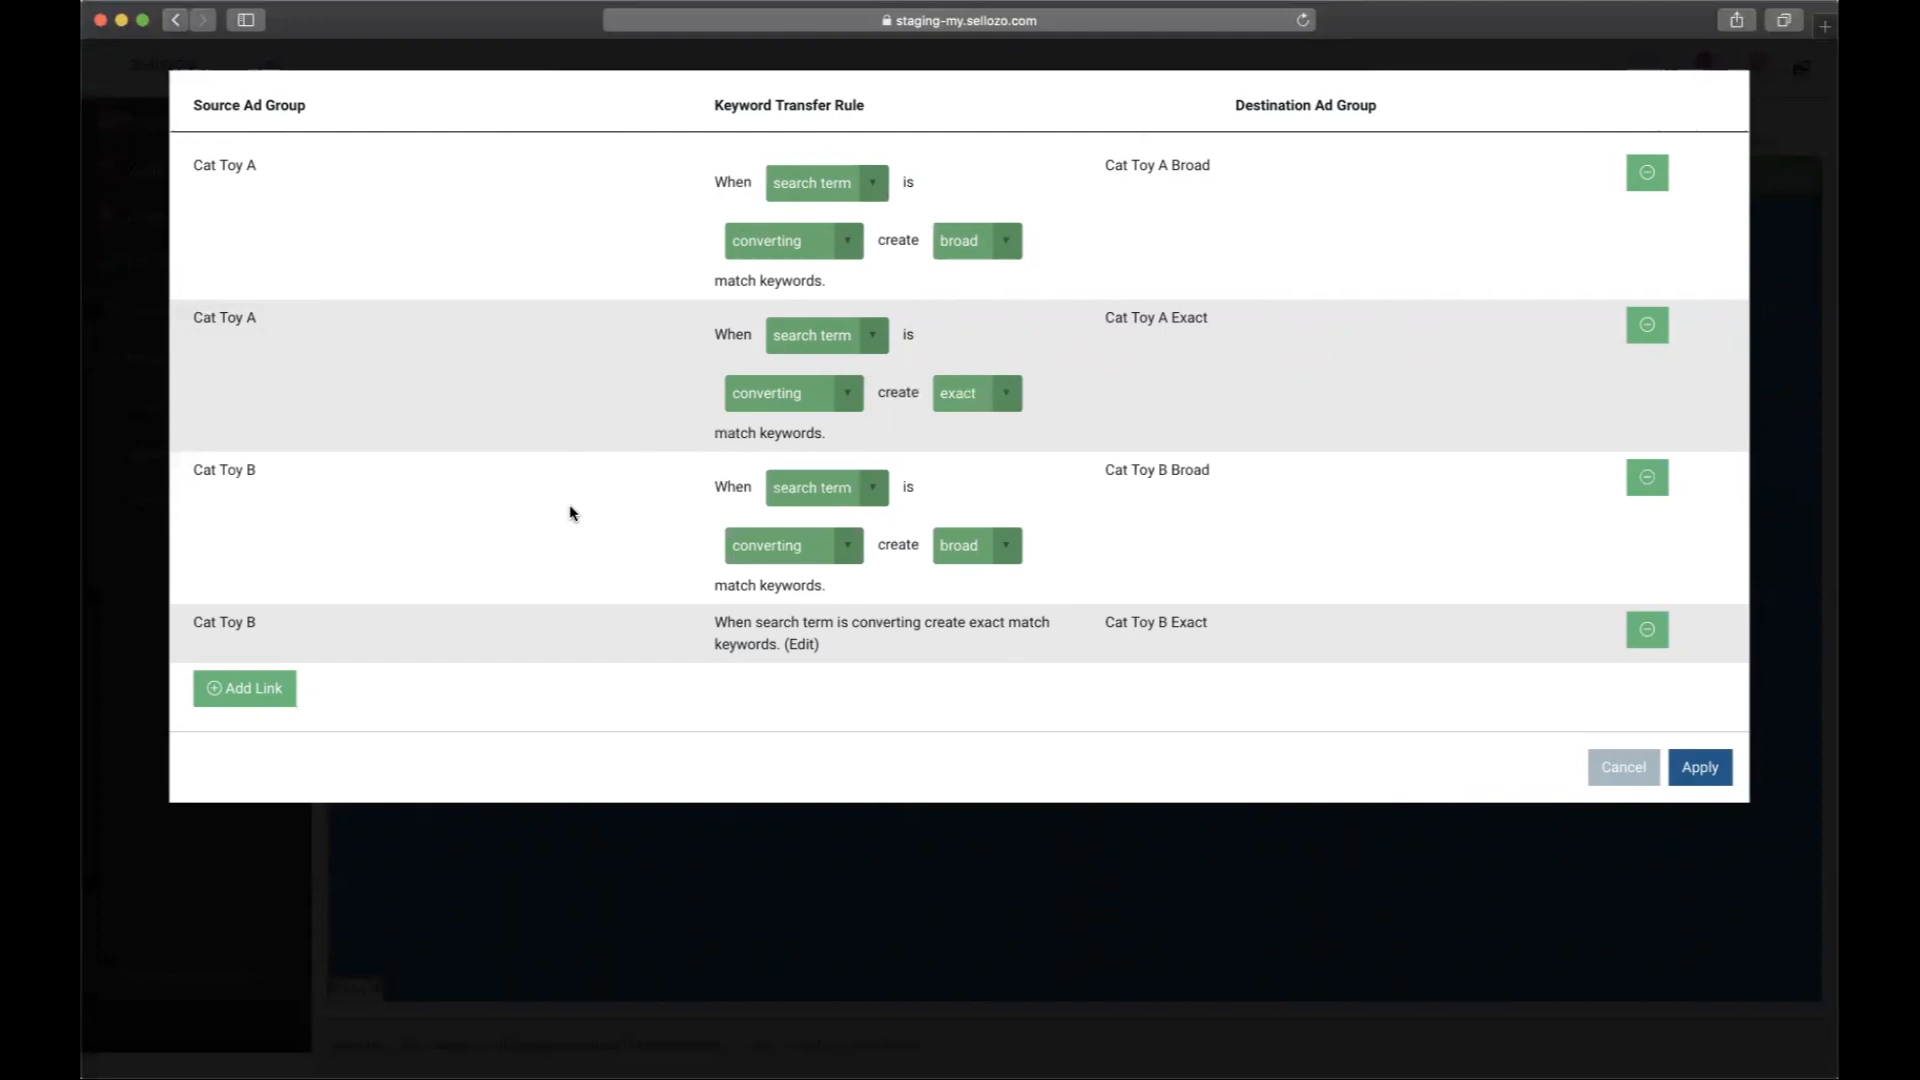 staging-my.sellozo.com
Source Ad Group Keyword Transfer Rule Destination Ad Group
Cat Toy A When search term is Cat Toy A Broad
converting create broad
match keywords.
Cat Toy A When search term is Cat Toy A Exact
converting create exact
match keywords.
Cat Toy B When search term is Cat Toy B Broad
converting create broad
match keywords.
Cat Toy B When search term is converting create exact match Cat Toy B Exact
keywords. (Edit)
Add Link
Cancel Apply